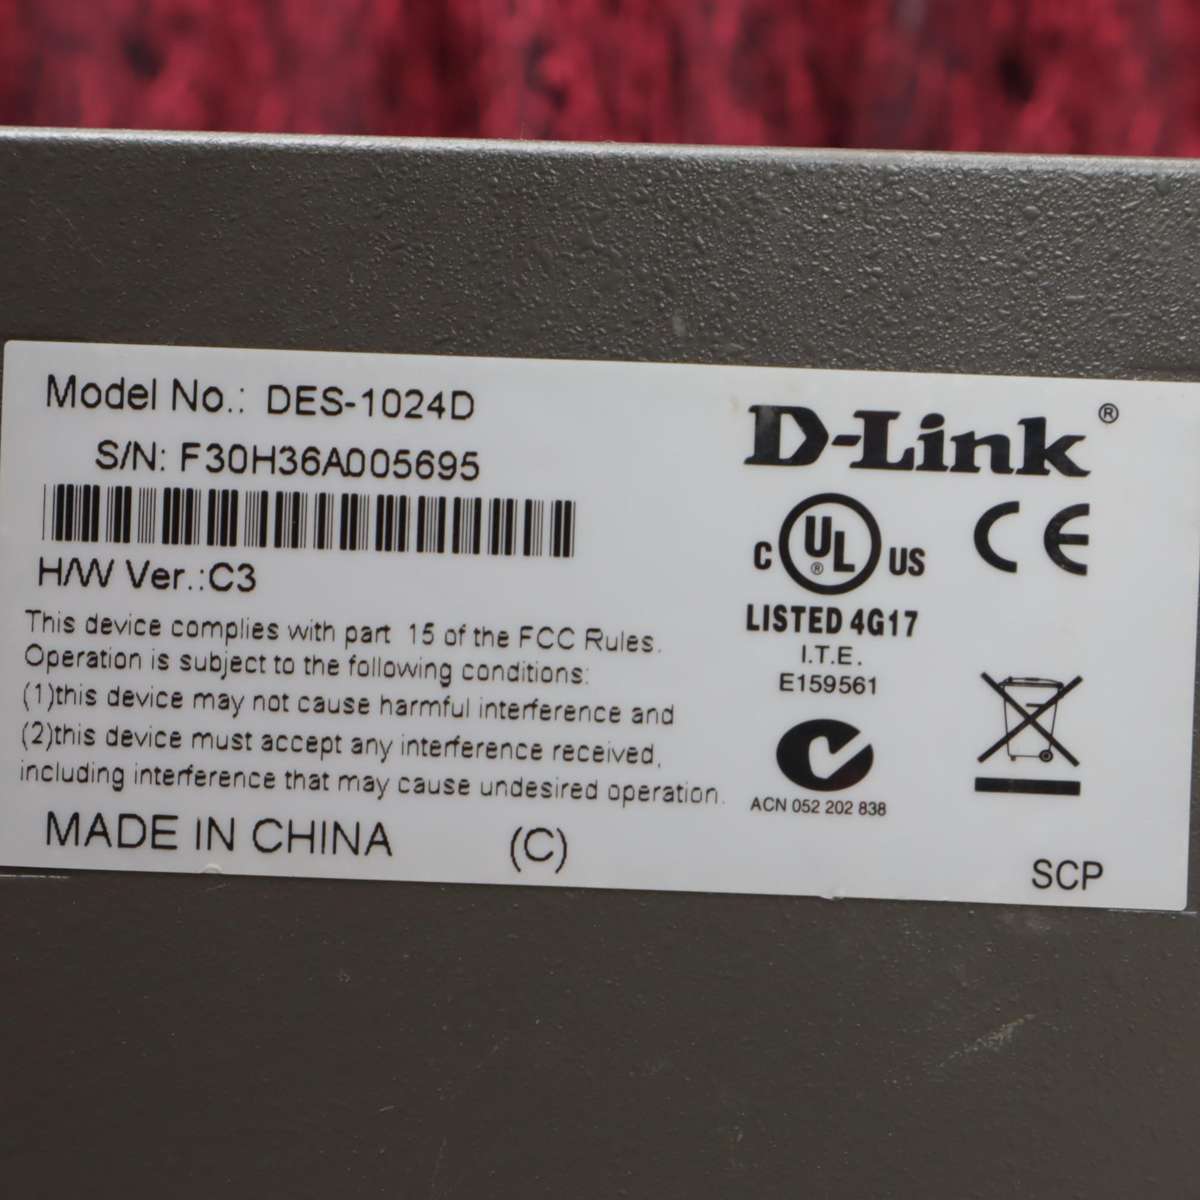 Model No.: DES-1024D
S/N: F30H36A005695
H/W Ver.:C3
This device complies with part 15 of the FCC Rules.
Operation is subject to the following conditions:
(1)this device may not cause harmful interference and
(2)this device must accept any interference received,
including interference that may cause undesired operation.
MADE IN CHINA (C)
D-Link®
C UL® US
CE
LISTED 4G17
I.T.E.
E159561
ACN 052 202 838
SCP